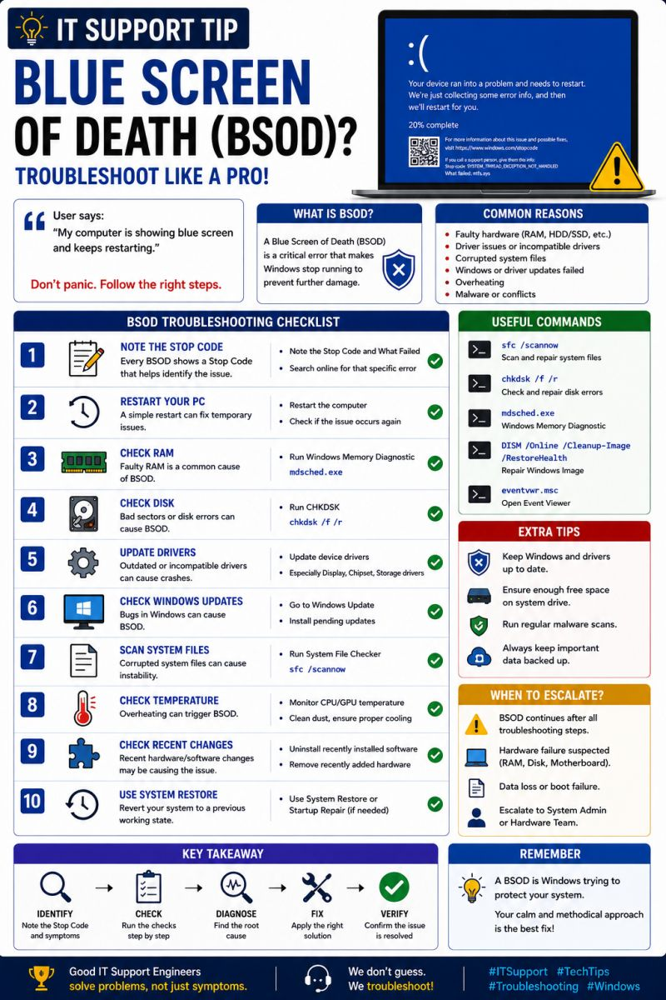 IT SUPPORT TIP
BLUE SCREEN
OF DEATH (BSOD)?
TROUBLESHOOT LIKE A PRO!
:(
Your device ran into a problem and needs to restart.
We're just collecting some error info, and then
we'll restart for you.
20% complete
For more information about this issue and possible fixes,
visit https://www.windows.com/stopcode
If you call a support person, give them this info:
Stop code: SYSTEM_THREAD_EXCEPTION_NOT_HANDLED
What failed: ntfs.sys
User says:
“My computer is showing blue screen
and keeps restarting.”
Don't panic. Follow the right steps.
WHAT IS BSOD?
A Blue Screen of Death (BSOD)
is a critical error that makes
Windows stop running to
prevent further damage.
COMMON REASONS
• Faulty hardware (RAM, HDD/SSD, etc.)
• Driver issues or incompatible drivers
• Corrupted system files
• Windows or driver updates failed
• Overheating
• Malware or conflicts
BSOD TROUBLESHOOTING CHECKLIST
1
NOTE THE STOP CODE
Every BSOD shows a Stop Code
that helps identify the issue.
• Note the Stop Code and What Failed
• Search online for that specific error
2
RESTART YOUR PC
A simple restart can fix temporary
issues.
• Restart the computer
• Check if the issue occurs again
3
CHECK RAM
Faulty RAM is a common cause
of BSOD.
• Run Windows Memory Diagnostic
mdsched.exe
4
CHECK DISK
Bad sectors or disk errors can
cause BSOD.
• Run CHKDSK
chkdsk /f /r
5
UPDATE DRIVERS
Outdated or incompatible drivers
can cause crashes.
• Update device drivers
• Especially Display, Chipset, Storage drivers
6
CHECK WINDOWS UPDATES
Bugs in Windows can cause
BSOD.
• Go to Windows Update
• Install pending updates
7
SCAN SYSTEM FILES
Corrupted system files can cause
instability.
• Run System File Checker
sfc /scannow
8
CHECK TEMPERATURE
Overheating can trigger BSOD.
• Monitor CPU/GPU temperature
• Clean dust, ensure proper cooling
9
CHECK RECENT CHANGES
Recent hardware/software changes
may be causing the issue.
• Uninstall recently installed software
• Remove recently added hardware
10
USE SYSTEM RESTORE
Revert your system to a previous
working state.
• Use System Restore or
Startup Repair (if needed)
USEFUL COMMANDS
sfc /scannow
Scan and repair system files
chkdsk /f /r
Check and repair disk errors
mdsched.exe
Windows Memory Diagnostic
DISM /Online /Cleanup-Image
/RestoreHealth
Repair Windows Image
eventvwr.msc
Open Event Viewer
EXTRA TIPS
Keep Windows and drivers
up to date.
Ensure enough free space
on system drive.
Run regular malware scans.
Always keep important
data backed up.
WHEN TO ESCALATE?
BSOD continues after all
troubleshooting steps.
Hardware failure suspected
(RAM, Disk, Motherboard).
Data loss or boot failure.
Escalate to System Admin
or Hardware Team.
KEY TAKEAWAY
IDENTIFY
Note the Stop Code
and symptoms
CHECK
Run the checks
step by step
DIAGNOSE
Find the root
cause
FIX
Apply the right
solution
VERIFY
Confirm the issue
is resolved
REMEMBER
A BSOD is Windows trying to
protect your system.
Your calm and methodical approach
is the best fix!
Good IT Support Engineers
solve problems, not just symptoms.
We don't guess.
We troubleshoot!
#ITSupport #TechTips
#Troubleshooting #Windows